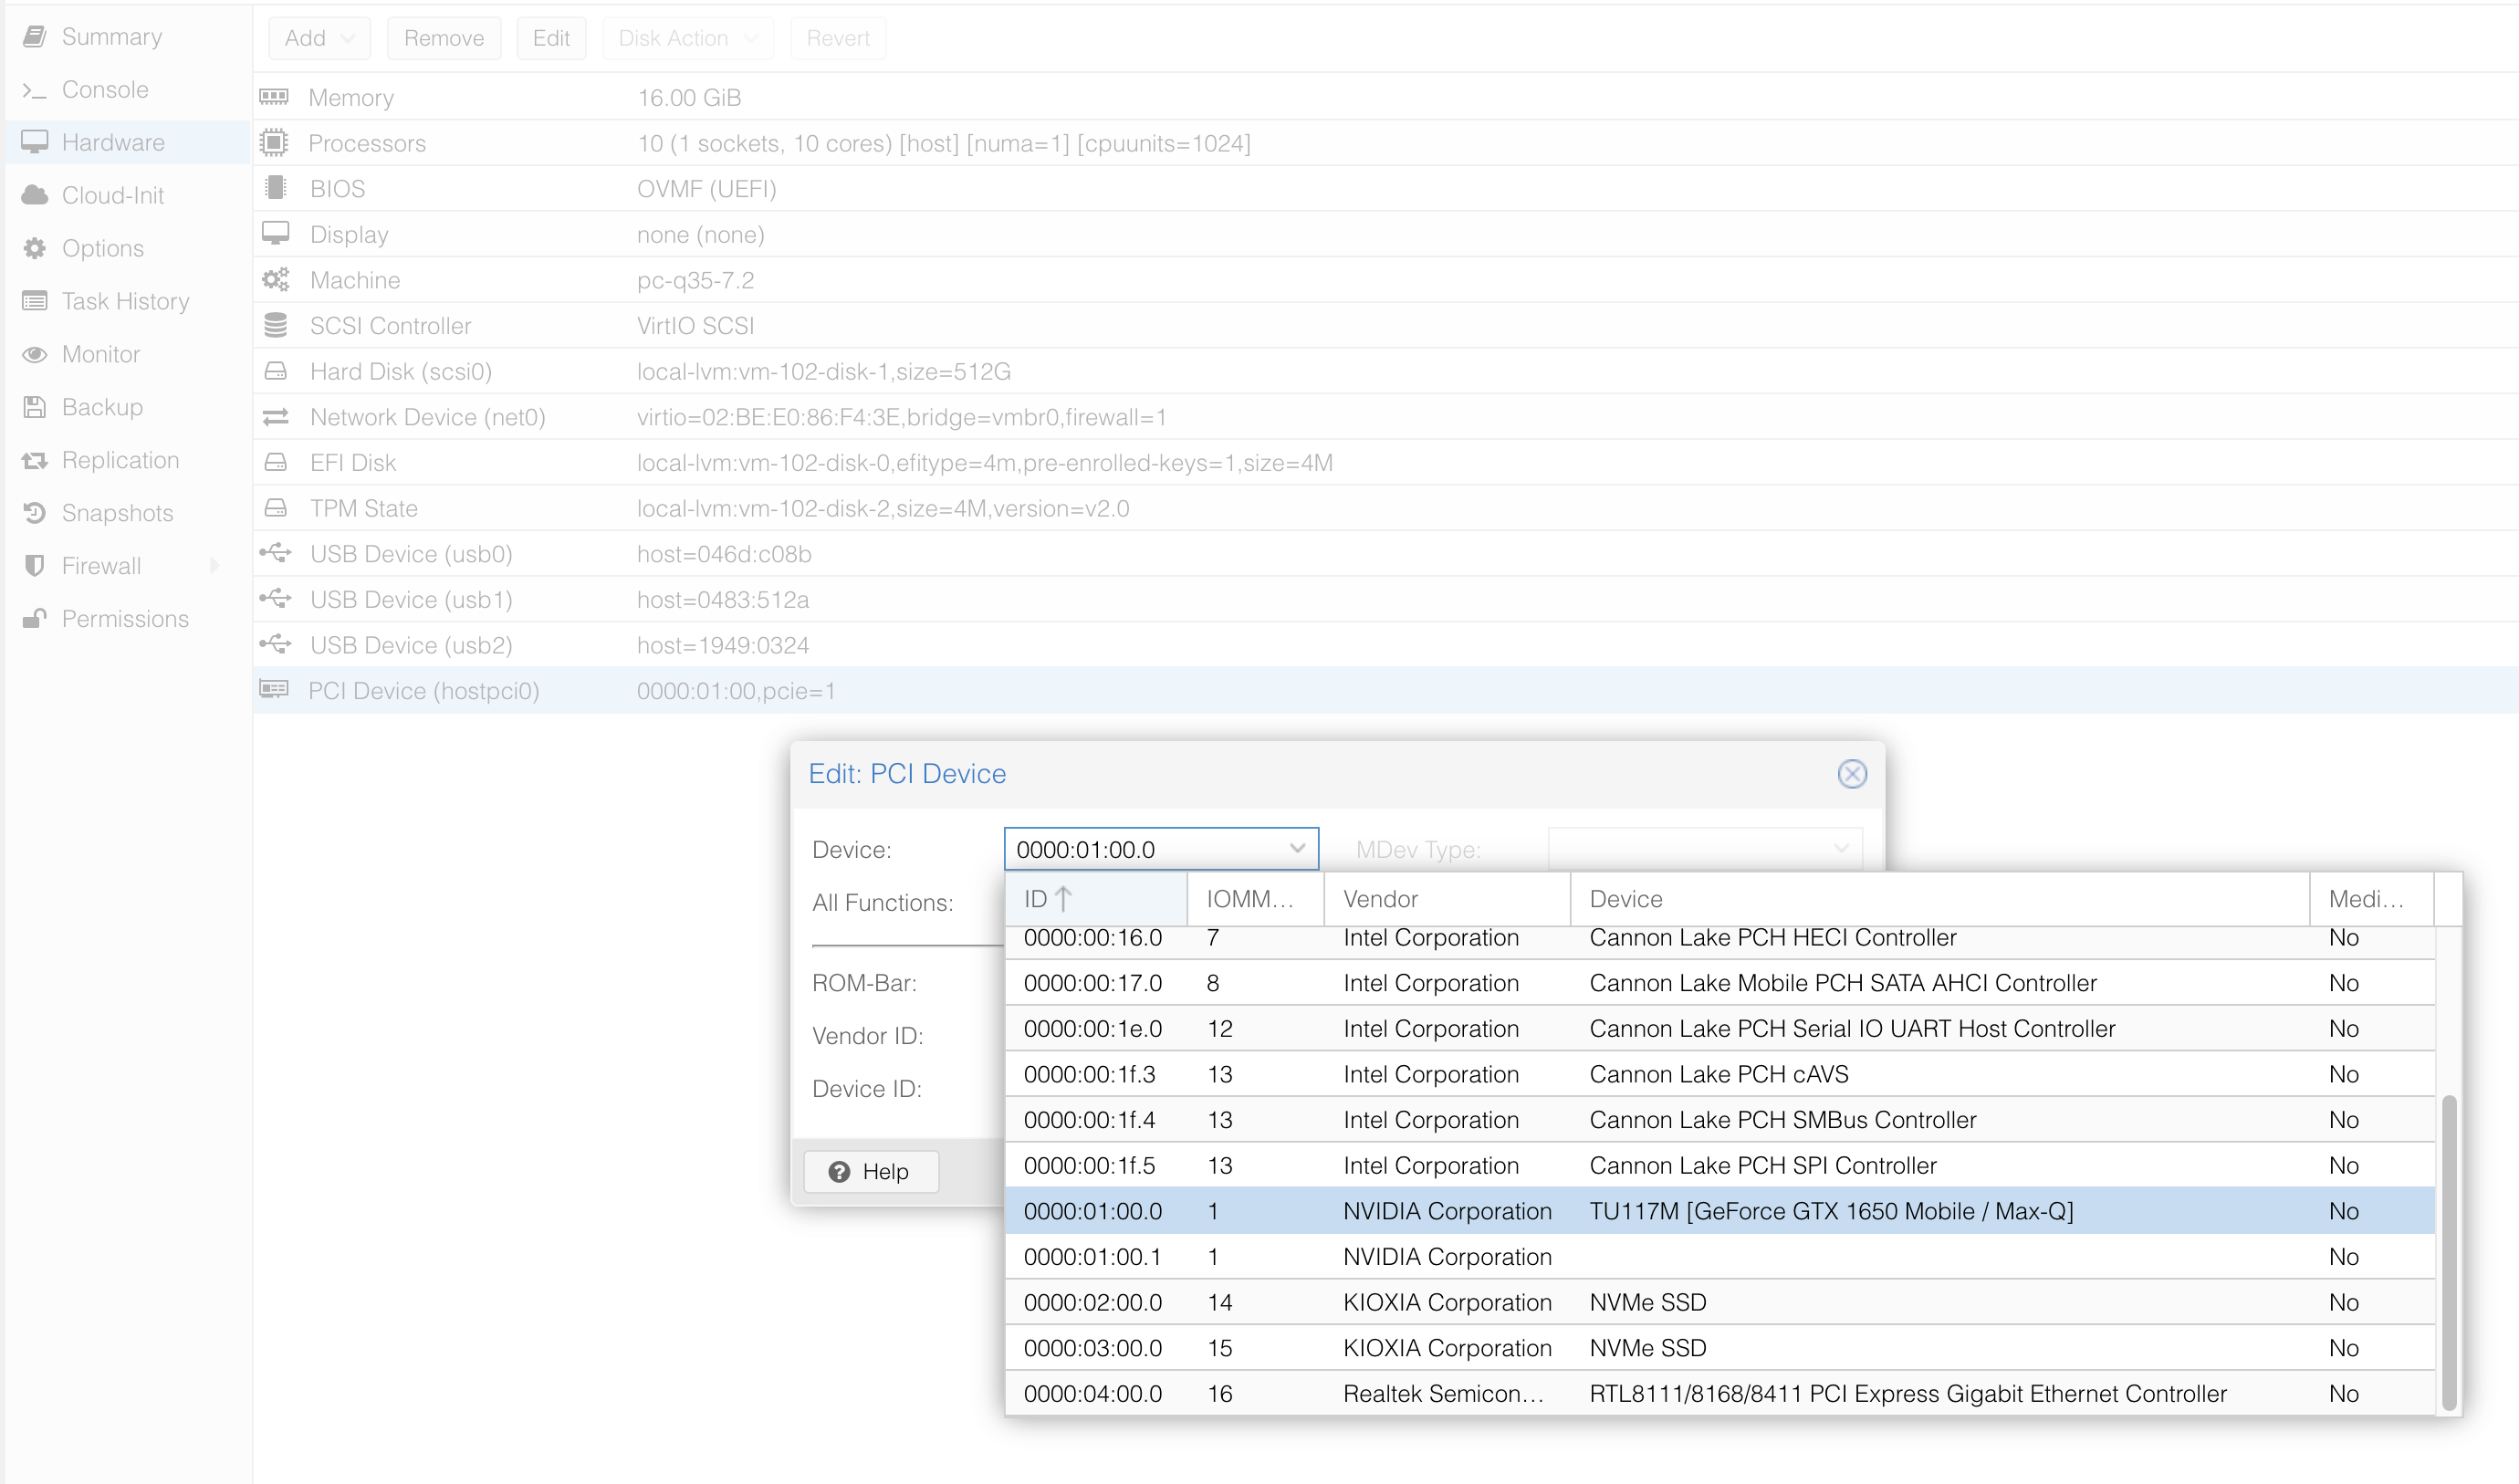 Summary
Console
Hardware
Cloud-Init
Options
Task History
Monitor
Backup
Replication
Snapshots
Firewall
Permissions
Add Remove Edit Disk Action Revert
Memory 16.00 GiB
Processors 10 (1 sockets, 10 cores) [host] [numa=1] [cpuunits=1024]
BIOS OVMF (UEFI)
Display none (none)
Machine pc-q35-7.2
SCSI Controller VirtIO SCSI
Hard Disk (scsi0) local-lvm:vm-102-disk-1,size=512G
Network Device (net0) virtio=02:BE:E0:86:F4:3E,bridge=vmbr0,firewall=1
EFI Disk local-lvm:vm-102-disk-0,efitype=4m,pre-enrolled-keys=1,size=4M
TPM State local-lvm:vm-102-disk-2,size=4M,version=v2.0
USB Device (usb0) host=046d:c08b
USB Device (usb1) host=0483:512a
USB Device (usb2) host=1949:0324
PCI Device (hostpci0) 0000:01:00,pcie=1
Edit: PCI Device
Device: 0000:01:00.0 MDev Type:
All Functions:
ROM-Bar:
Vendor ID:
Device ID:
Help
ID IOMM... Vendor Device Medi...
0000:00:16.0 7 Intel Corporation Cannon Lake PCH HECI Controller No
0000:00:17.0 8 Intel Corporation Cannon Lake Mobile PCH SATA AHCI Controller No
0000:00:1e.0 12 Intel Corporation Cannon Lake PCH Serial IO UART Host Controller No
0000:00:1f.3 13 Intel Corporation Cannon Lake PCH cAVS No
0000:00:1f.4 13 Intel Corporation Cannon Lake PCH SMBus Controller No
0000:00:1f.5 13 Intel Corporation Cannon Lake PCH SPI Controller No
0000:01:00.0 1 NVIDIA Corporation TU117M [GeForce GTX 1650 Mobile / Max-Q] No
0000:01:00.1 1 NVIDIA Corporation No
0000:02:00.0 14 KIOXIA Corporation NVMe SSD No
0000:03:00.0 15 KIOXIA Corporation NVMe SSD No
0000:04:00.0 16 Realtek Semicon... RTL8111/8168/8411 PCI Express Gigabit Ethernet Controller No